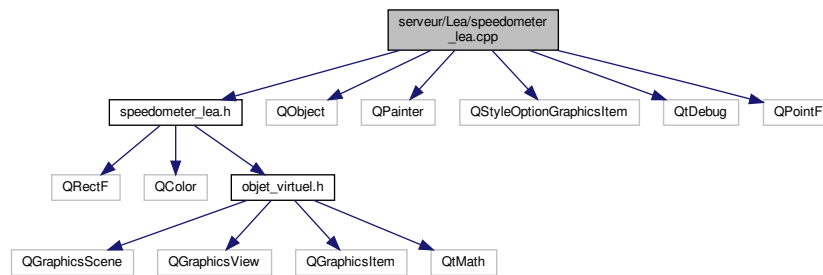 serveur/Lea/speedometer
_lea.cpp
speedometer_lea.h
QObject
QPainter
QStyleOptionGraphicsItem
QtDebug
QPointF
QRectF
QColor
objet_virtuel.h
QGraphicsScene
QGraphicsView
QGraphicsItem
QtMath